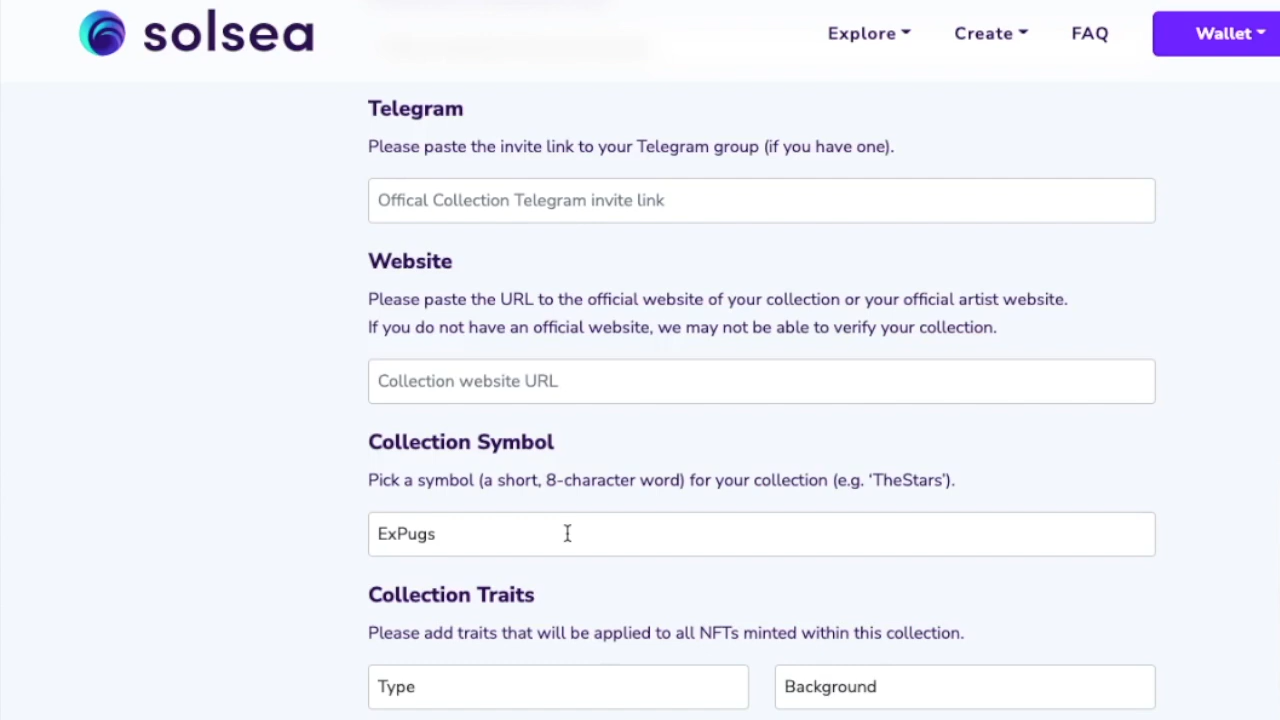 solsea
Explore
Create
FAQ
Wallet
Telegram
Please paste the invite link to your Telegram group (if you have one).
Offical Collection Telegram invite link
Website
Please paste the URL to the official website of your collection or your official artist website.
If you do not have an official website, we may not be able to verify your collection.
Collection website URL
Collection Symbol
Pick a symbol (a short, 8-character word) for your collection (e.g. ‘TheStars’).
ExPugs
Collection Traits
Please add traits that will be applied to all NFTs minted within this collection.
Type
Background